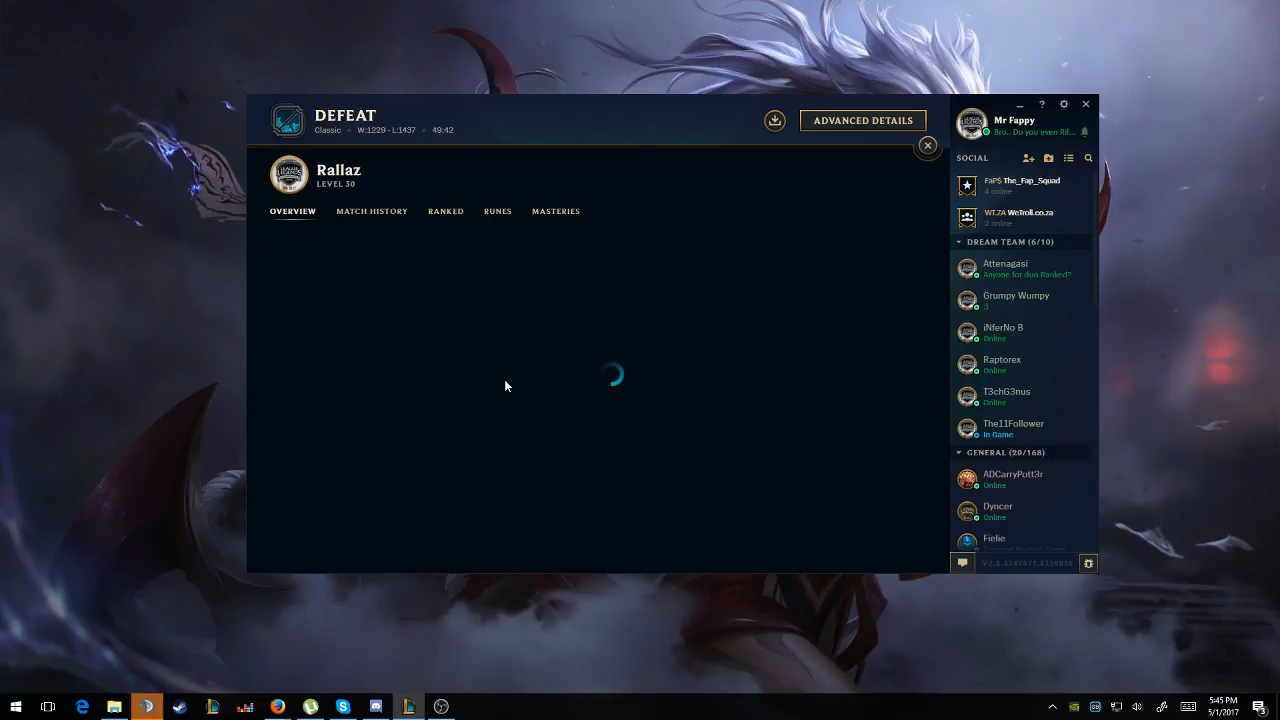 DEFEAT
Classic • W:1229 - L:1437 • 49:42
ADVANCED DETAILS
Rallaz
LEVEL 30
OVERVIEW
MATCH HISTORY
RANKED
RUNES
MASTERIES
Mr Fappy
Bro.. Do you even Rif...
SOCIAL
FaP$ The_Fap_Squad
4 online
WT.ZA WeTroll.co.za
2 online
DREAM TEAM (6/10)
Attenagasi
Anyone for duo Ranked?
Grumpy Wumpy
:)
iNferNo B
Online
Raptorex
Online
T3chG3nus
Online
The11Follower
In Game
GENERAL (20/168)
ADCarryPott3r
Online
Dyncer
Online
Fielie
5:45 PM
5/1/2017